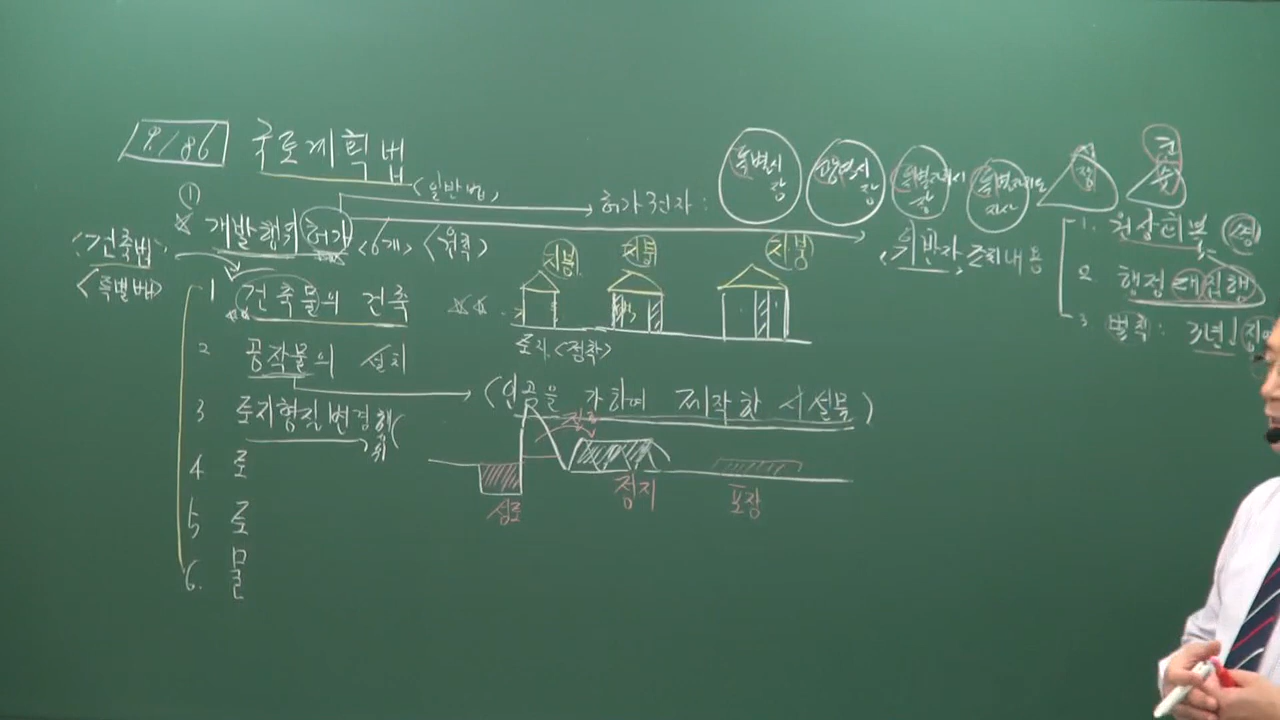 P./86 국토계획법
① ☆ 개발행위 허가 <6개> <원칙>
<일반법>
허가권자 : 특별시장 광역시장 특별자치시장 특별자치도지사 시장 군수
<건축법>
<특별법>
1 건축물의 건축 ☆☆
지붕 지붕 지붕
토지 <정착>
2 공작물의 설치
(인공을 가하여 제작한 시설물)
3 토지형질변경행위(
절토
성토 정지 포장
4 토
5 토
6. 물
<위반자> 조치내용
1. 원상회복
2 행정대집행
3 벌칙 : 3년↓